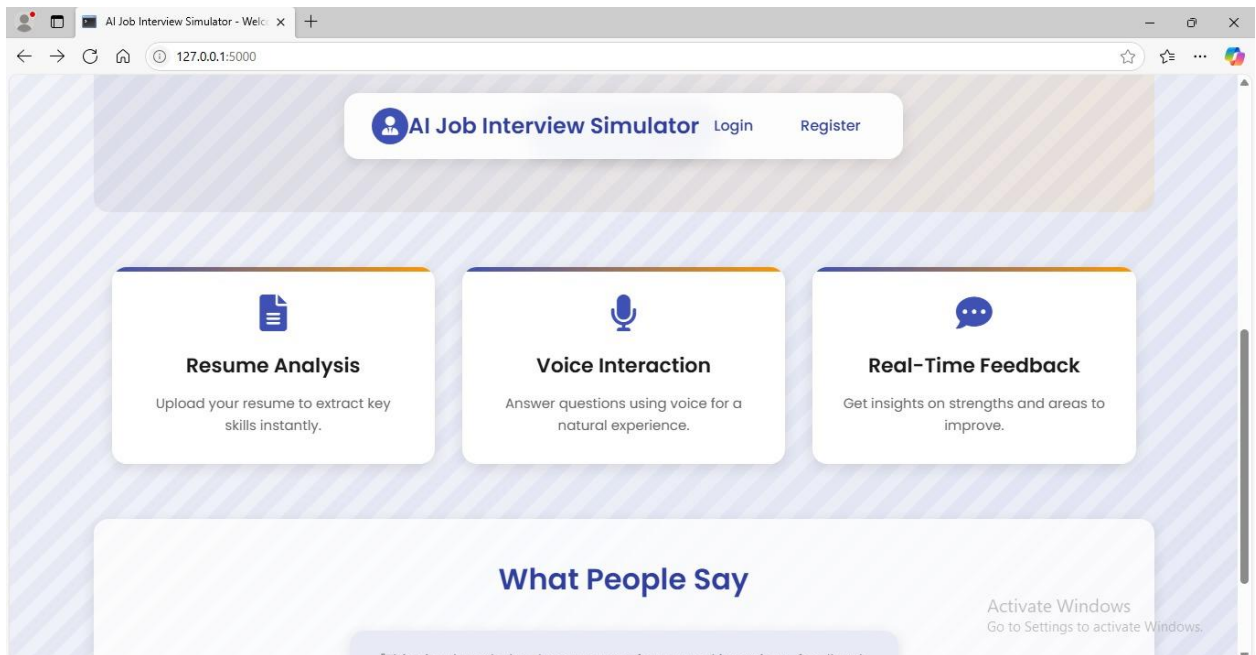 AI Job Interview Simulator - Welc
127.0.0.1:5000
AI Job Interview Simulator Login Register
Resume Analysis
Upload your resume to extract key
skills instantly.
Voice Interaction
Answer questions using voice for a
natural experience.
Real-Time Feedback
Get insights on strengths and areas to
improve.
What People Say
Activate Windows
Go to Settings to activate Windows.